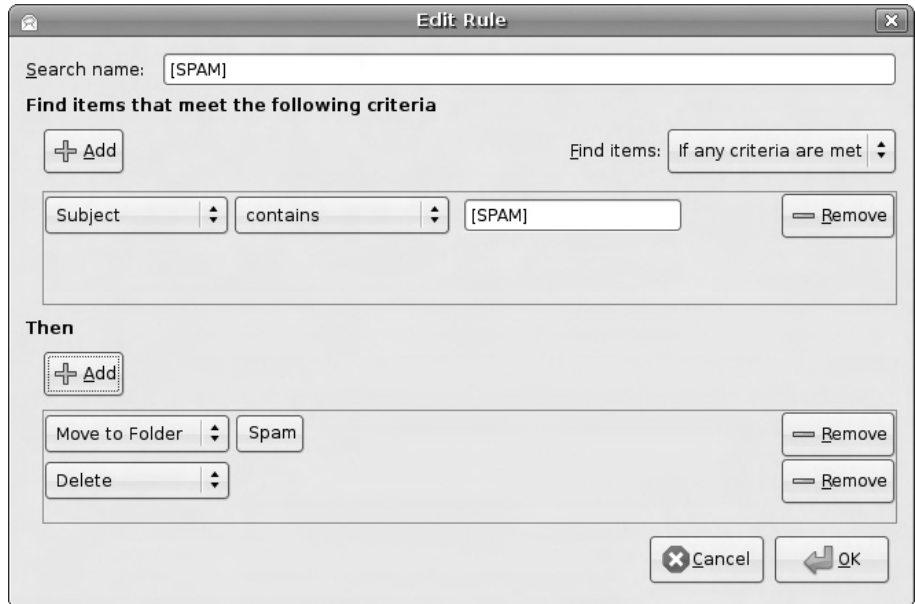 Edit Rule
Search name: [SPAM]
Find items that meet the following criteria
Add Find items: If any criteria are met
Subject contains [SPAM] Remove
Then
Add
Move to Folder Spam Remove
Delete Remove
Cancel OK